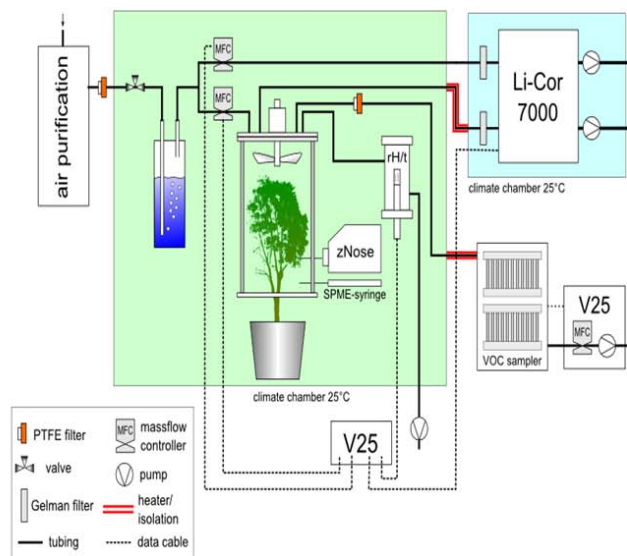 air purification
MFC
MFC
Li-Cor
7000
climate chamber 25°C
rH/t
zNose
SPME-syringe
climate chamber 25°C
VOC sampler
V25
MFC
V25
PTFE filter
MFC
massflow
controller
valve
pump
Gelman filter
heater/
isolation
tubing
data cable